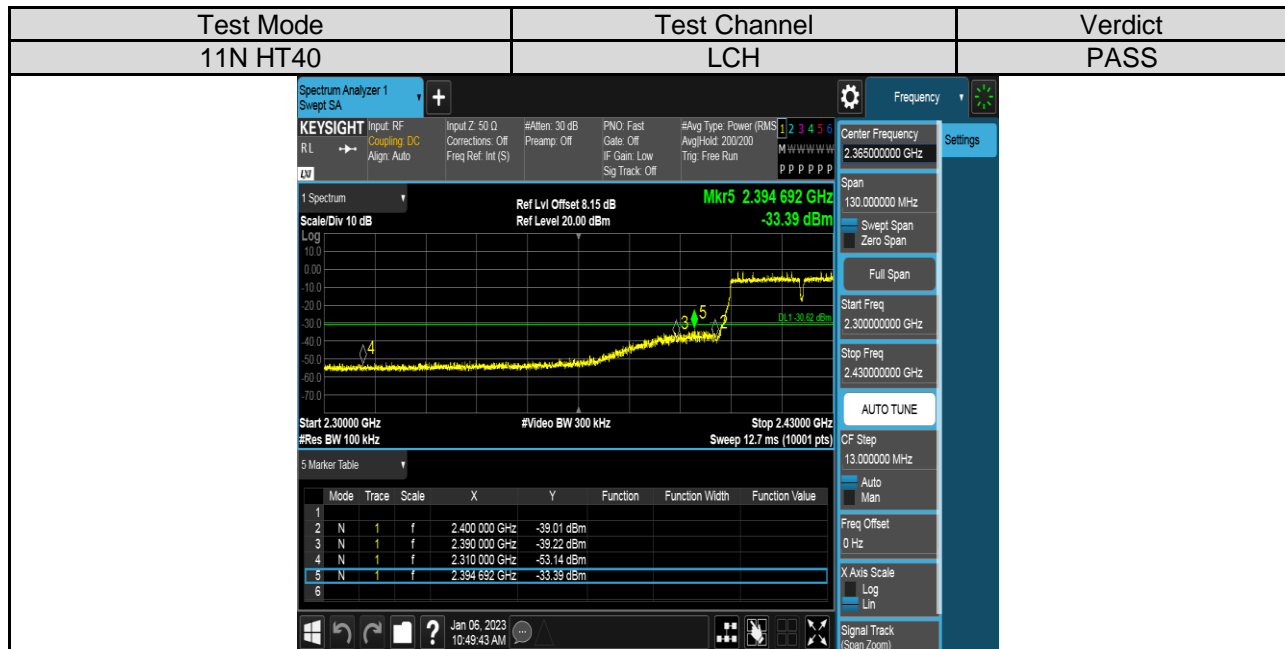 Test Mode Test Channel Verdict
11N HT40 LCH PASS
Spectrum Analyzer 1
Swept SA
+
Frequency
KEYSIGHT
RL
LXI
Input: RF
Coupling: DC
Align: Auto
Input Z: 50 Ω
Corrections: Off
Freq Ref: Int (S)
#Atten: 30 dB
Preamp: Off
PNO: Fast
Gate: Off
IF Gain: Low
Sig Track: Off
#Avg Type: Power (RMS
Avg|Hold: 200/200
Trig: Free Run
1 2 3 4 5 6
M W W W W W
P P P P P P
1 Spectrum
Scale/Div 10 dB
Ref Lvl Offset 8.15 dB
Ref Level 20.00 dBm
Mkr5 2.394 692 GHz
-33.39 dBm
Log
10.0
0.00
-10.0
-20.0
-30.0
-40.0
-50.0
-60.0
-70.0
4
3
5
2
DL1 -30.62 dBm
Start 2.30000 GHz
#Res BW 100 kHz
#Video BW 300 kHz
Stop 2.43000 GHz
Sweep 12.7 ms (10001 pts)
5 Marker Table
Mode Trace Scale X Y Function Function Width Function Value
1
2 N 1 f 2.400 000 GHz -39.01 dBm
3 N 1 f 2.390 000 GHz -39.22 dBm
4 N 1 f 2.310 000 GHz -53.14 dBm
5 N 1 f 2.394 692 GHz -33.39 dBm
6
?
Jan 06, 2023
10:49:43 AM
Center Frequency
2.365000000 GHz
Settings
Span
130.000000 MHz
Swept Span
Zero Span
Full Span
Start Freq
2.300000000 GHz
Stop Freq
2.430000000 GHz
AUTO TUNE
CF Step
13.000000 MHz
Auto
Man
Freq Offset
0 Hz
X Axis Scale
Log
Lin
Signal Track
(Span Zoom)